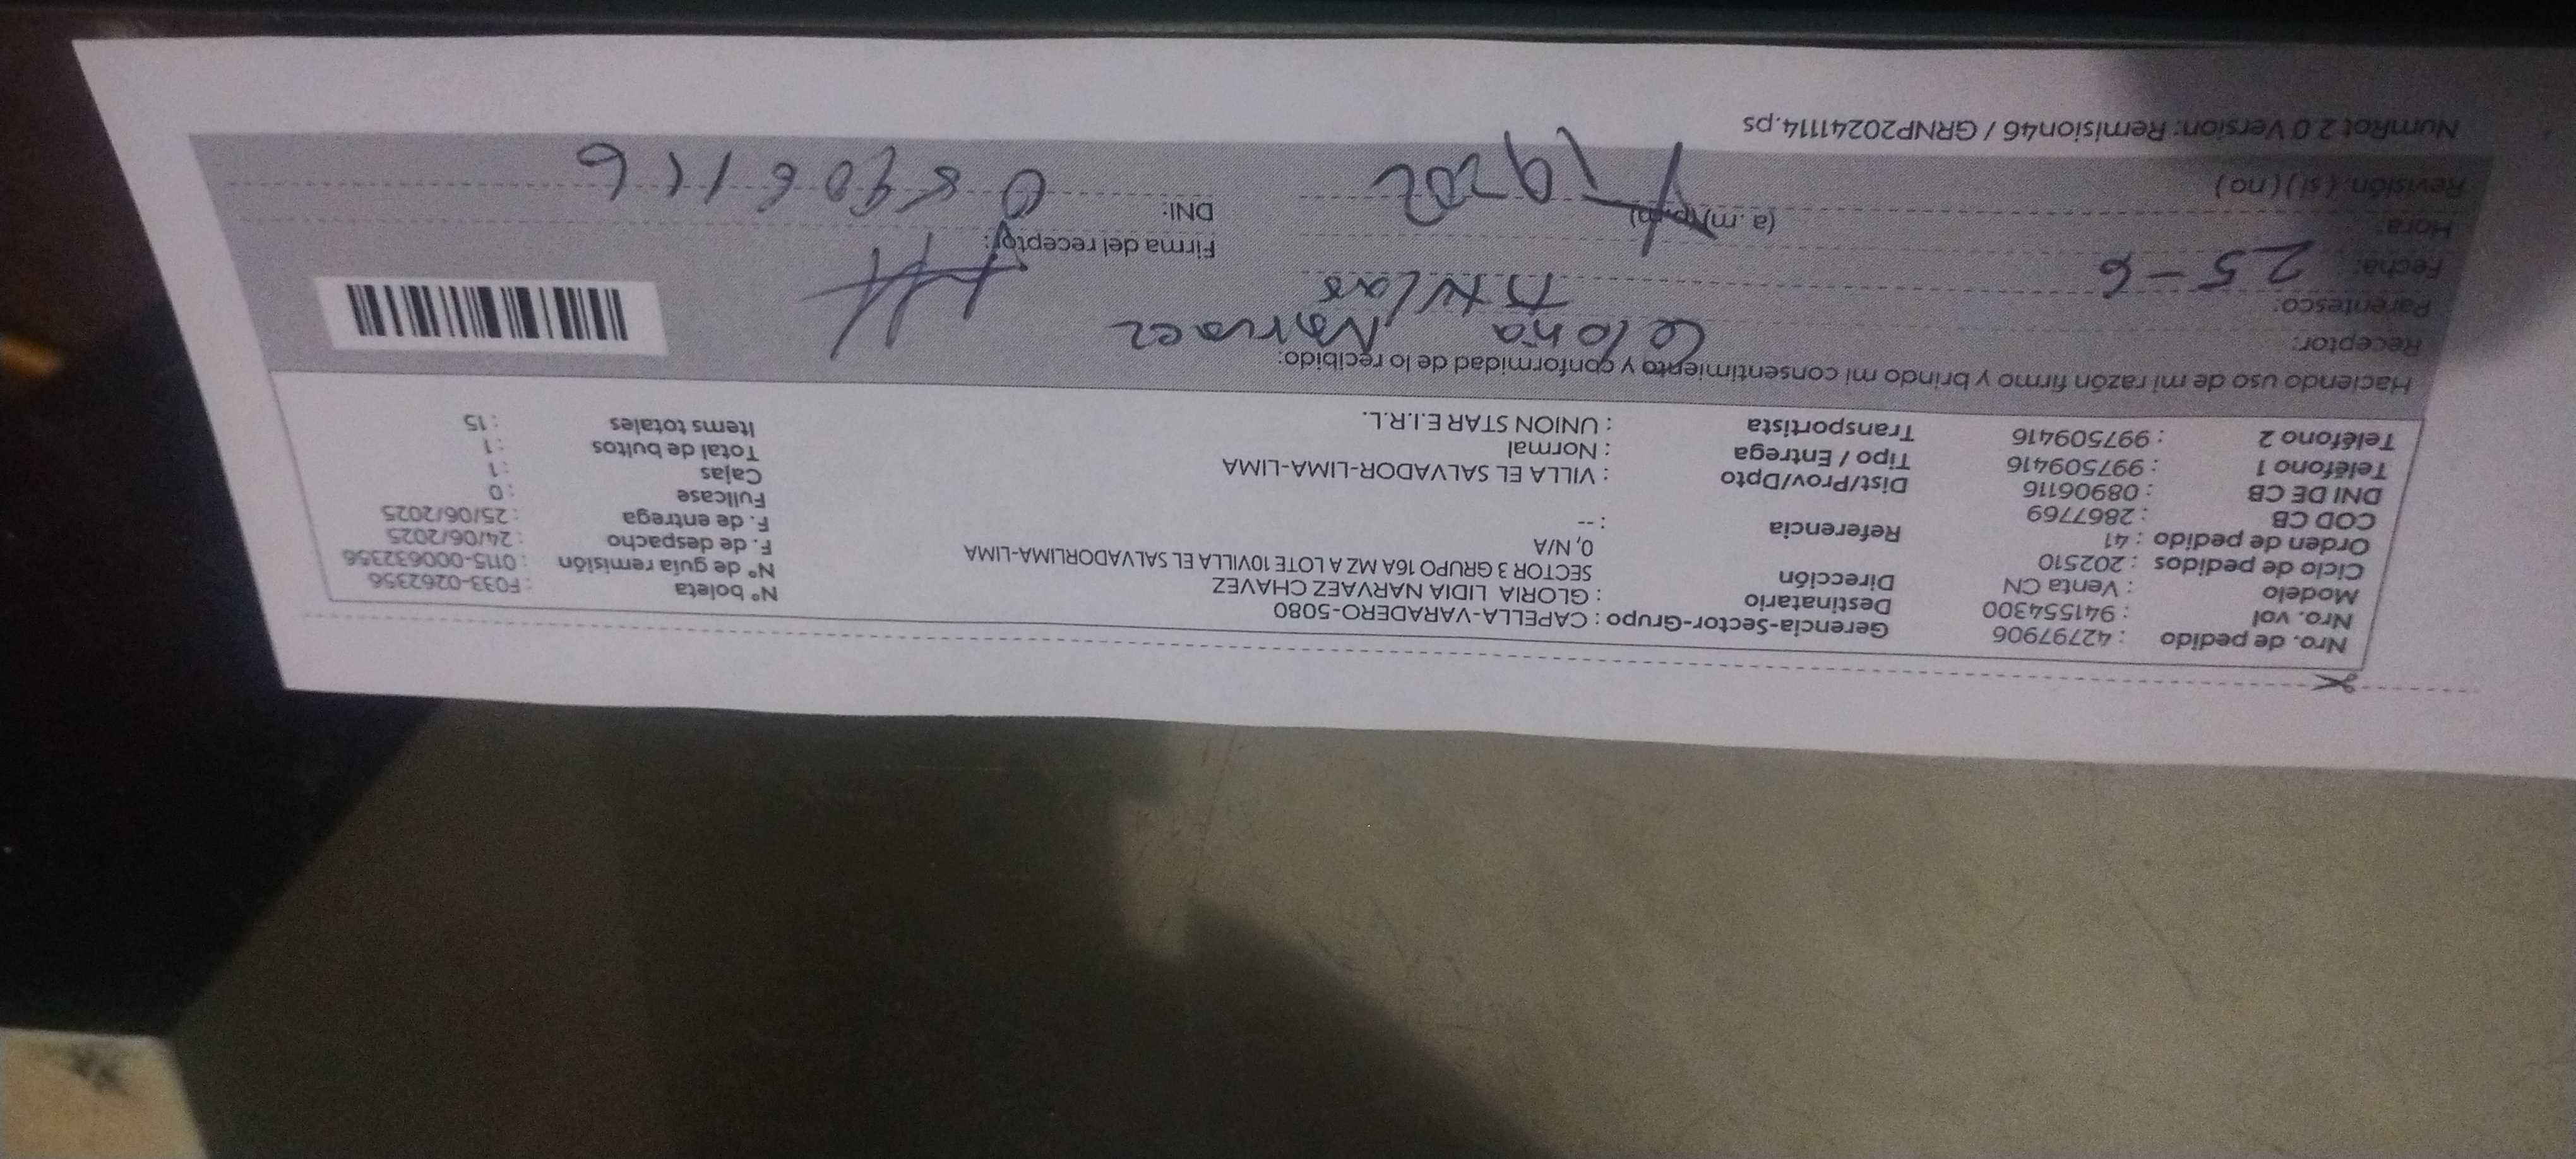 Nro. de pedido : 42797906
Nro. vol : 941554300
Modelo : Venta CN
Ciclo de pedidos : 202510
Orden de pedido : 41
COD CB : 2867769
DNI DE CB : 08906116
Teléfono 1 : 997509416
Teléfono 2 : 997509416
Gerencia-Sector-Grupo : CAPELLA-VARADERO-5080
Destinatario : GLORIA LIDIA NARVAEZ CHAVEZ
Dirección SECTOR 3 GRUPO 16A MZ A LOTE 10VILLA EL SALVADORLIMA-LIMA
0, N/A
Referencia : --
Dist/Prov/Dpto : VILLA EL SALVADOR-LIMA-LIMA
Tipo / Entrega : Normal
Transportista : UNION STAR E.I.R.L.
N° boleta : F033-0262356
N° de guía remisión : 0115-000632356
F. de despacho : 24/06/2025
F. de entrega : 25/06/2025
Fullcase : 0
Cajas : 1
Total de bultos : 1
Items totales : 15
Haciendo uso de mi razón firmo y brindo mi consentimiento y conformidad de lo recibido:
Receptor: Narvaez
Parentesco:
Fecha: 25-6
Hora: (a.m)(p.m)
Revisión: (si) (no)
Firma del receptor:
DNI: 08906116
NumRot 2.0 Version: Remision46 / GRNP20241114.ps